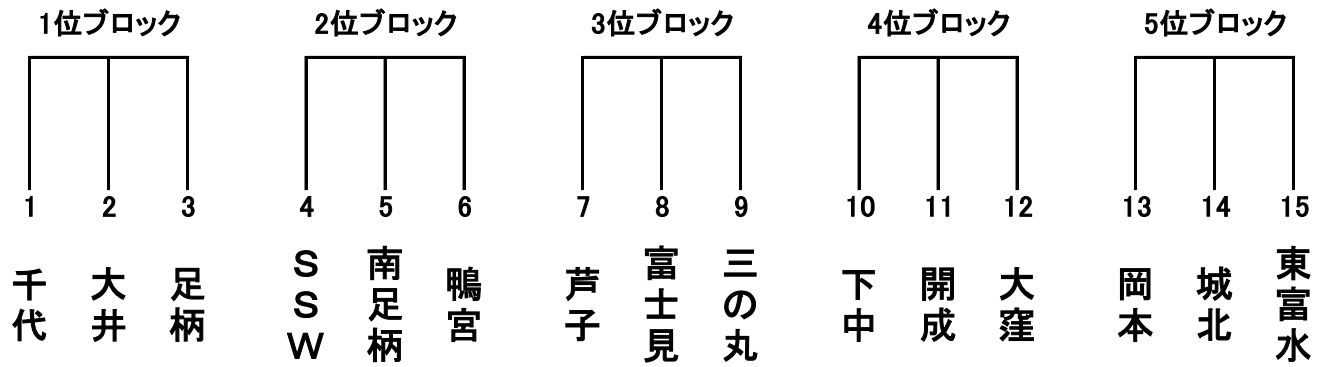 1位ブロック
2位ブロック
3位ブロック
4位ブロック
5位ブロック
1
2
3
4
5
6
7
8
9
10
11
12
13
14
15
千代
大井
足柄
SSW
南足柄
鴨宮
芦子
富士見
三の丸
下中
開成
大窪
岡本
城北
東富水